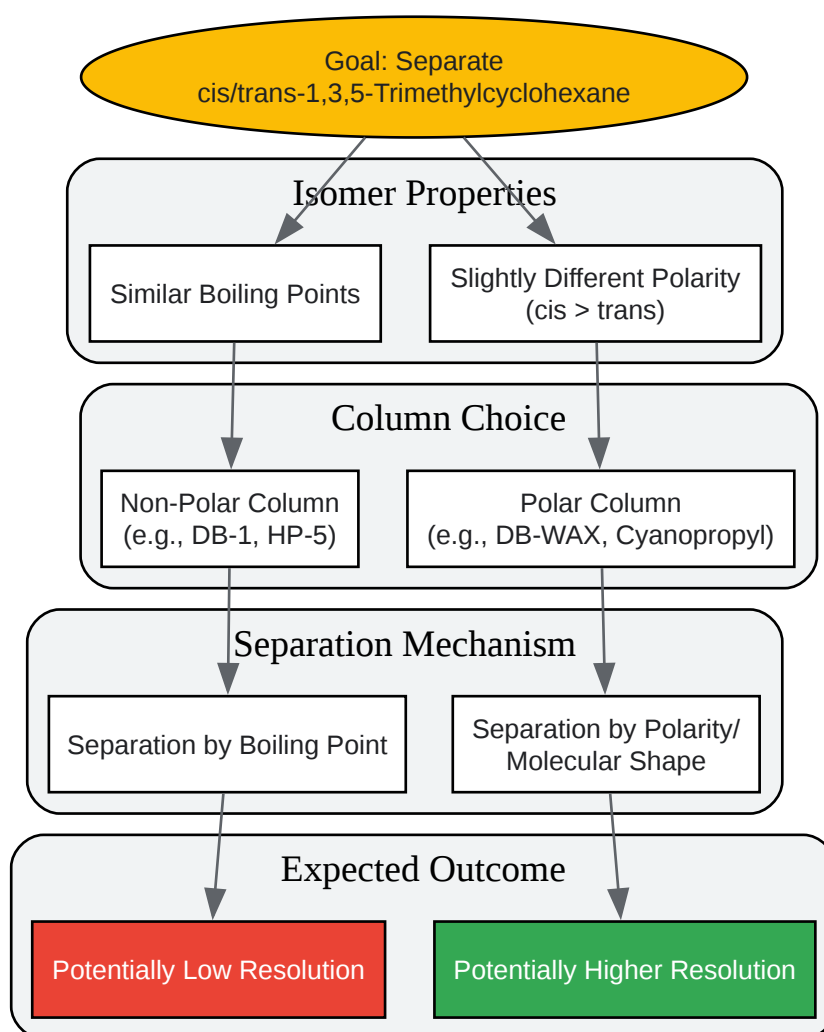 Goal: Separate
cis/trans-1,3,5-Trimethylcyclohexane
Isomer Properties
Similar Boiling Points
Slightly Different Polarity
(cis > trans)
Column Choice
Non-Polar Column
(e.g., DB-1, HP-5)
Polar Column
(e.g., DB-WAX, Cyanopropyl)
Separation Mechanism
Separation by Boiling Point
Separation by Polarity/
Molecular Shape
Expected Outcome
Potentially Low Resolution
Potentially Higher Resolution